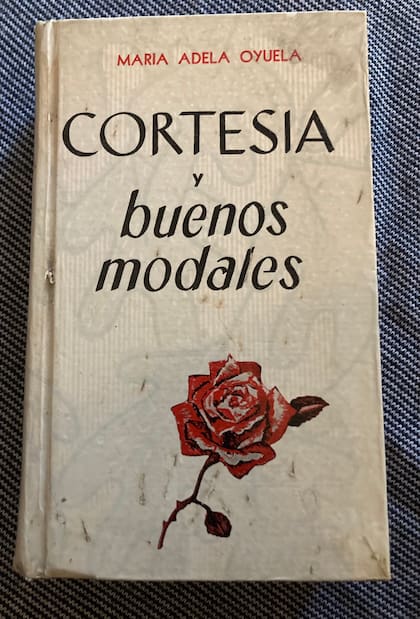 MARIA ADELA OYUELA
CORTESIA
y
buenos
modales